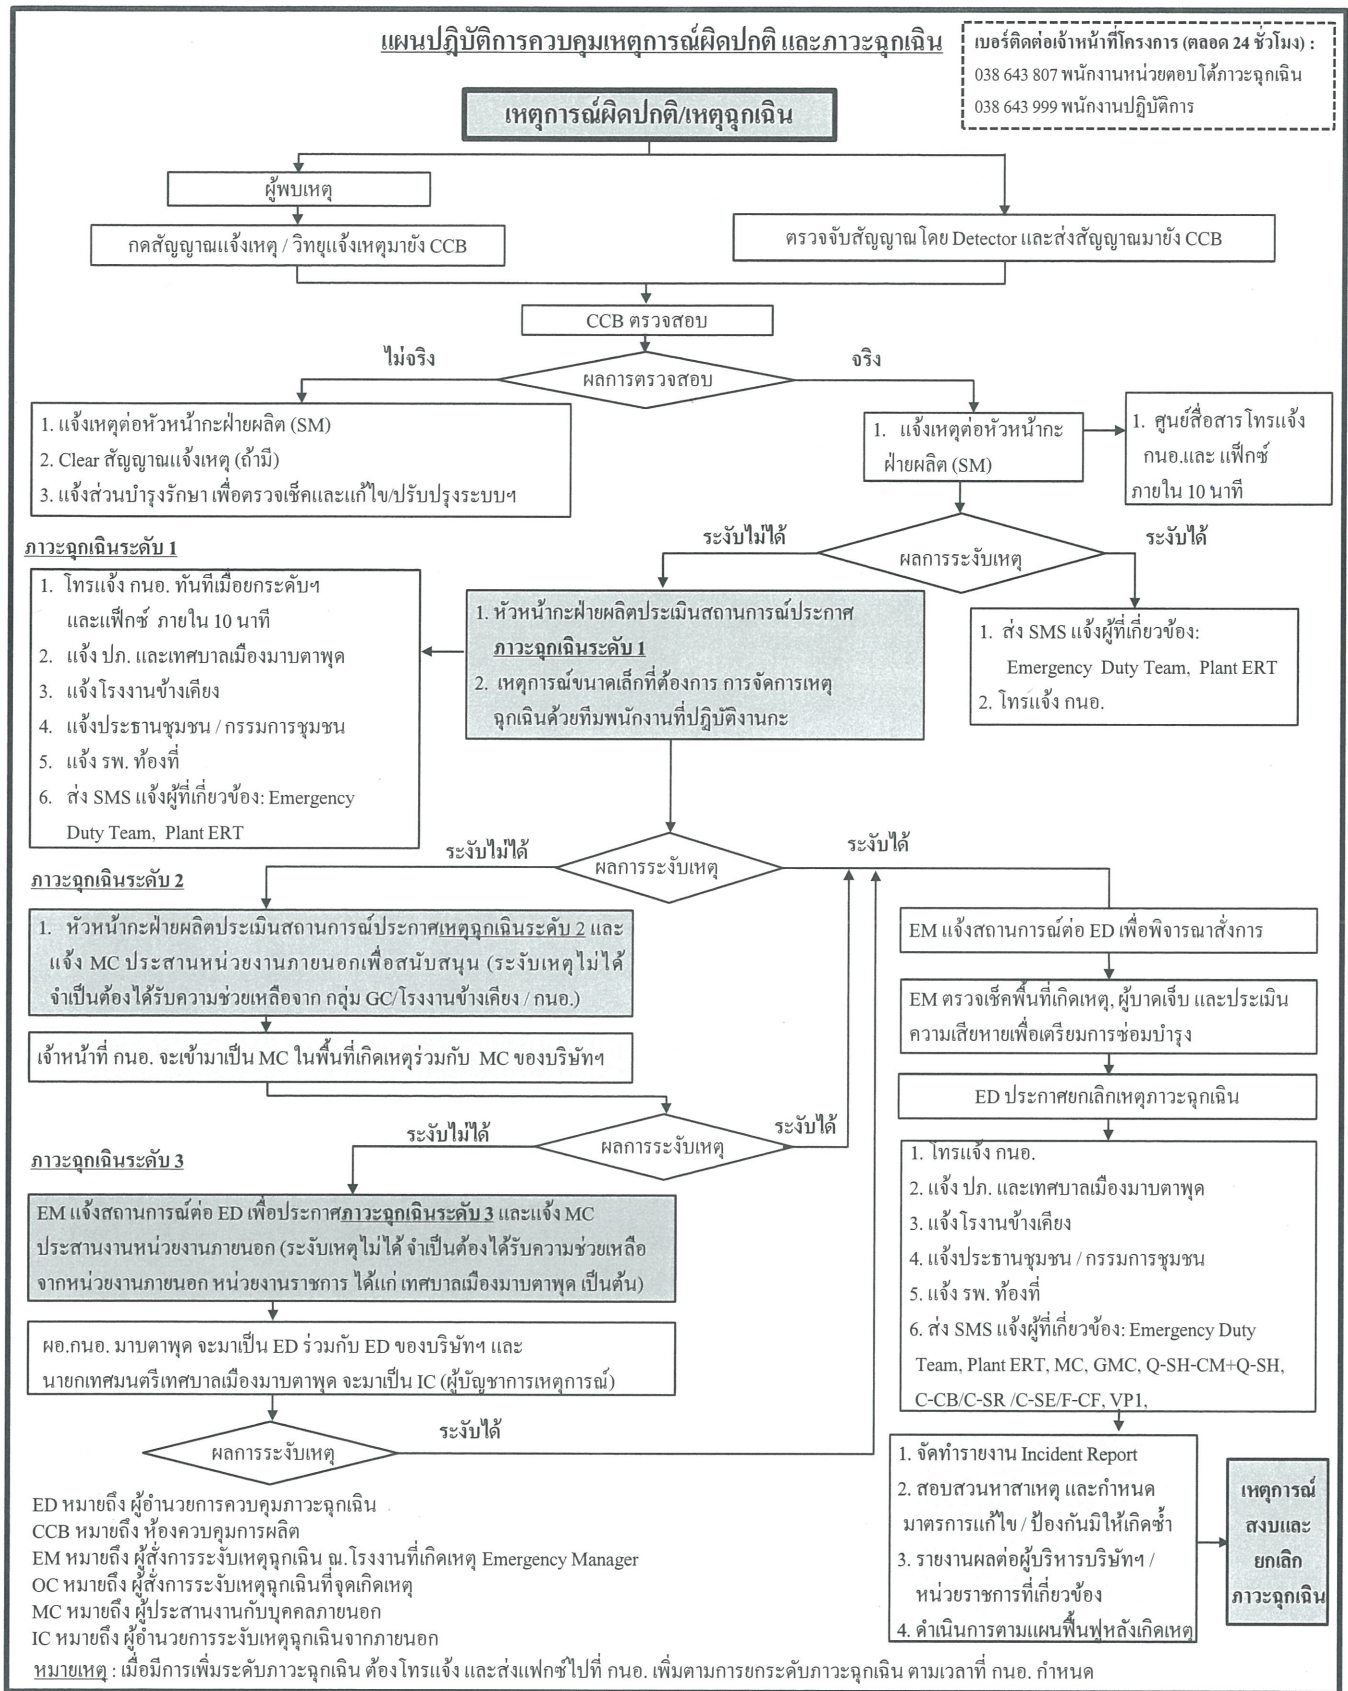 แผนปฏิบัติการควบคุมเหตุการณ์ผิดปกติ และภาวะฉุกเฉิน
เบอร์ติดต่อเจ้าหน้าที่โครงการ (ตลอด 24 ชั่วโมง) :
038 643 807 พนักงานหน่วยตอบโต้ภาวะฉุกเฉิน
038 643 999 พนักงานปฏิบัติการ
เหตุการณ์ผิดปกติ/เหตุฉุกเฉิน
ผู้พบเหตุ
กดสัญญาณแจ้งเหตุ / วิทยุแจ้งเหตุมายัง CCB
ตรวจจับสัญญาณโดย Detector และส่งสัญญาณมายัง CCB
CCB ตรวจสอบ
ไม่จริง
ผลการตรวจสอบ
จริง
1. แจ้งเหตุต่อหัวหน้ากะฝ่ายผลิต (SM)
2. Clear สัญญาณแจ้งเหตุ (ถ้ามี)
3. แจ้งส่วนบำรุงรักษา เพื่อตรวจเช็คและแก้ไข/ปรับปรุงระบบฯ
1. แจ้งเหตุต่อหัวหน้ากะ
ฝ่ายผลิต (SM)
1. ศูนย์สื่อสารโทรแจ้ง
กนอ.และ แฟ็กซ์
ภายใน 10 นาที
ระงับไม่ได้
ผลการระงับเหตุ
ระงับได้
ภาวะฉุกเฉินระดับ 1
1. โทรแจ้ง กนอ. ทันทีเมื่อยกระดับฯ
และแฟ็กซ์ ภายใน 10 นาที
2. แจ้ง ปภ. และเทศบาลเมืองมาบตาพุด
3. แจ้งโรงงานข้างเคียง
4. แจ้งประธานชุมชน / กรรมการชุมชน
5. แจ้ง รพ. ท้องที่
6. ส่ง SMS แจ้งผู้ที่เกี่ยวข้อง: Emergency
Duty Team, Plant ERT
1. หัวหน้ากะฝ่ายผลิตประเมินสถานการณ์ประกาศ
ภาวะฉุกเฉินระดับ 1
2. เหตุการณ์ขนาดเล็กที่ต้องการ การจัดการเหตุ
ฉุกเฉินด้วยทีมพนักงานที่ปฏิบัติงานกะ
1. ส่ง SMS แจ้งผู้ที่เกี่ยวข้อง:
Emergency Duty Team, Plant ERT
2. โทรแจ้ง กนอ.
ระงับไม่ได้
ผลการระงับเหตุ
ระงับได้
ภาวะฉุกเฉินระดับ 2
1. หัวหน้ากะฝ่ายผลิตประเมินสถานการณ์ประกาศเหตุฉุกเฉินระดับ 2 และ
แจ้ง MC ประสานหน่วยงานภายนอกเพื่อสนับสนุน (ระงับเหตุไม่ได้
จำเป็นต้องได้รับความช่วยเหลือจาก กลุ่ม GC/โรงงานข้างเคียง / กนอ.)
เจ้าหน้าที่ กนอ. จะเข้ามาเป็น MC ในพื้นที่เกิดเหตุร่วมกับ MC ของบริษัทฯ
ระงับไม่ได้
ผลการระงับเหตุ
ระงับได้
ภาวะฉุกเฉินระดับ 3
EM แจ้งสถานการณ์ต่อ ED เพื่อประกาศภาวะฉุกเฉินระดับ 3 และแจ้ง MC
ประสานงานหน่วยงานภายนอก (ระงับเหตุไม่ได้ จำเป็นต้องได้รับความช่วยเหลือ
จากหน่วยงานภายนอก หน่วยงานราชการ ได้แก่ เทศบาลเมืองมาบตาพุด เป็นต้น)
ผอ.กนอ. มาบตาพุด จะมาเป็น ED ร่วมกับ ED ของบริษัทฯ และ
นายกเทศมนตรีเทศบาลเมืองมาบตาพุด จะมาเป็น IC (ผู้บัญชาการเหตุการณ์)
ผลการระงับเหตุ
ระงับได้
EM แจ้งสถานการณ์ต่อ ED เพื่อพิจารณาสั่งการ
EM ตรวจเช็คพื้นที่เกิดเหตุ, ผู้บาดเจ็บ และประเมิน
ความเสียหายเพื่อเตรียมการซ่อมบำรุง
ED ประกาศยกเลิกเหตุภาวะฉุกเฉิน
1. โทรแจ้ง กนอ.
2. แจ้ง ปภ. และเทศบาลเมืองมาบตาพุด
3. แจ้งโรงานข้างเคียง
4. แจ้งประธานชุมชน / กรรมการชุมชน
5. แจ้ง รพ. ท้องที่
6. ส่ง SMS แจ้งผู้ที่เกี่ยวข้อง: Emergency Duty
Team, Plant ERT, MC, GMC, Q-SH-CM+Q-SH,
C-CB/C-SR /C-SE/F-CF, VP1,
1. จัดทำรายงาน Incident Report
2. สอบสวนหาสาเหตุ และกำหนด
มาตรการแก้ไข / ป้องกันมิให้เกิดซ้ำ
3. รายงานผลต่อผู้บริหารบริษัทฯ /
หน่วยราชการที่เกี่ยวข้อง
4. ดำเนินการตามแผนฟื้นฟูหลังเกิดเหตุ
เหตุการณ์
สงบและ
ยกเลิก
ภาวะฉุกเฉิน
ED หมายถึง ผู้อำนวยการควบคุมภาวะฉุกเฉิน
CCB หมายถึง ห้องควบคุมการผลิต
EM หมายถึง ผู้สั่งการระงับเหตุฉุกเฉิน ณ.โรงงานที่เกิดเหตุ Emergency Manager
OC หมายถึง ผู้สั่งการระงับเหตุฉุกเฉินที่จุดเกิดเหตุ
MC หมายถึง ผู้ประสานงานกับบุคคลภายนอก
IC หมายถึง ผู้อำนวยการระงับเหตุฉุกเฉินจากภายนอก
หมายเหตุ : เมื่อมีการเพิ่มระดับภาวะฉุกเฉิน ต้องโทรแจ้ง และส่งแฟกซ์ไปที่ กนอ. เพิ่มตามการยกระดับภาวะฉุกเฉิน ตามเวลาที่ กนอ. กำหนด